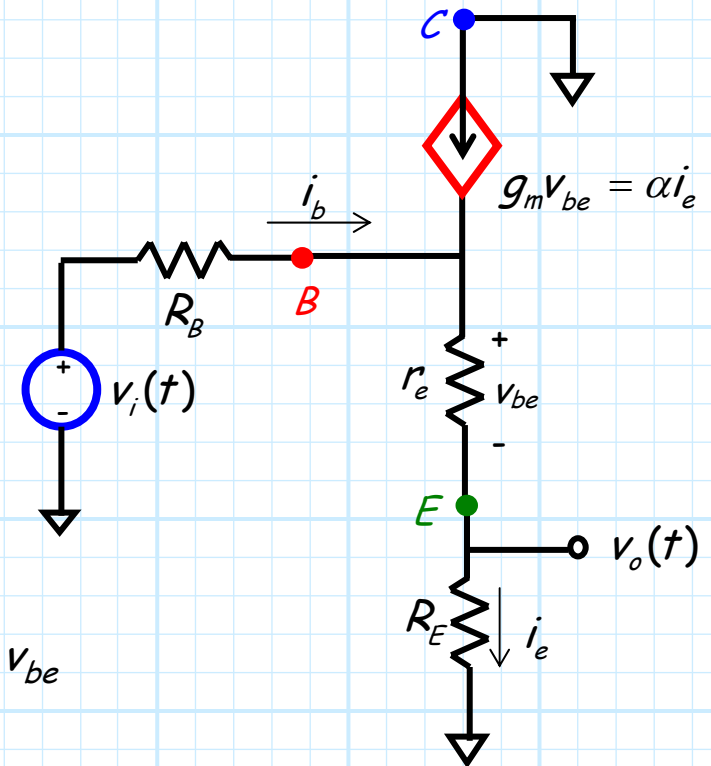 C
g_m v_be = αi_e
i_b
B
R_B
+
-
v_i(t)
+
r_e
v_be
-
E
v_o(t)
R_E
i_e
v_be